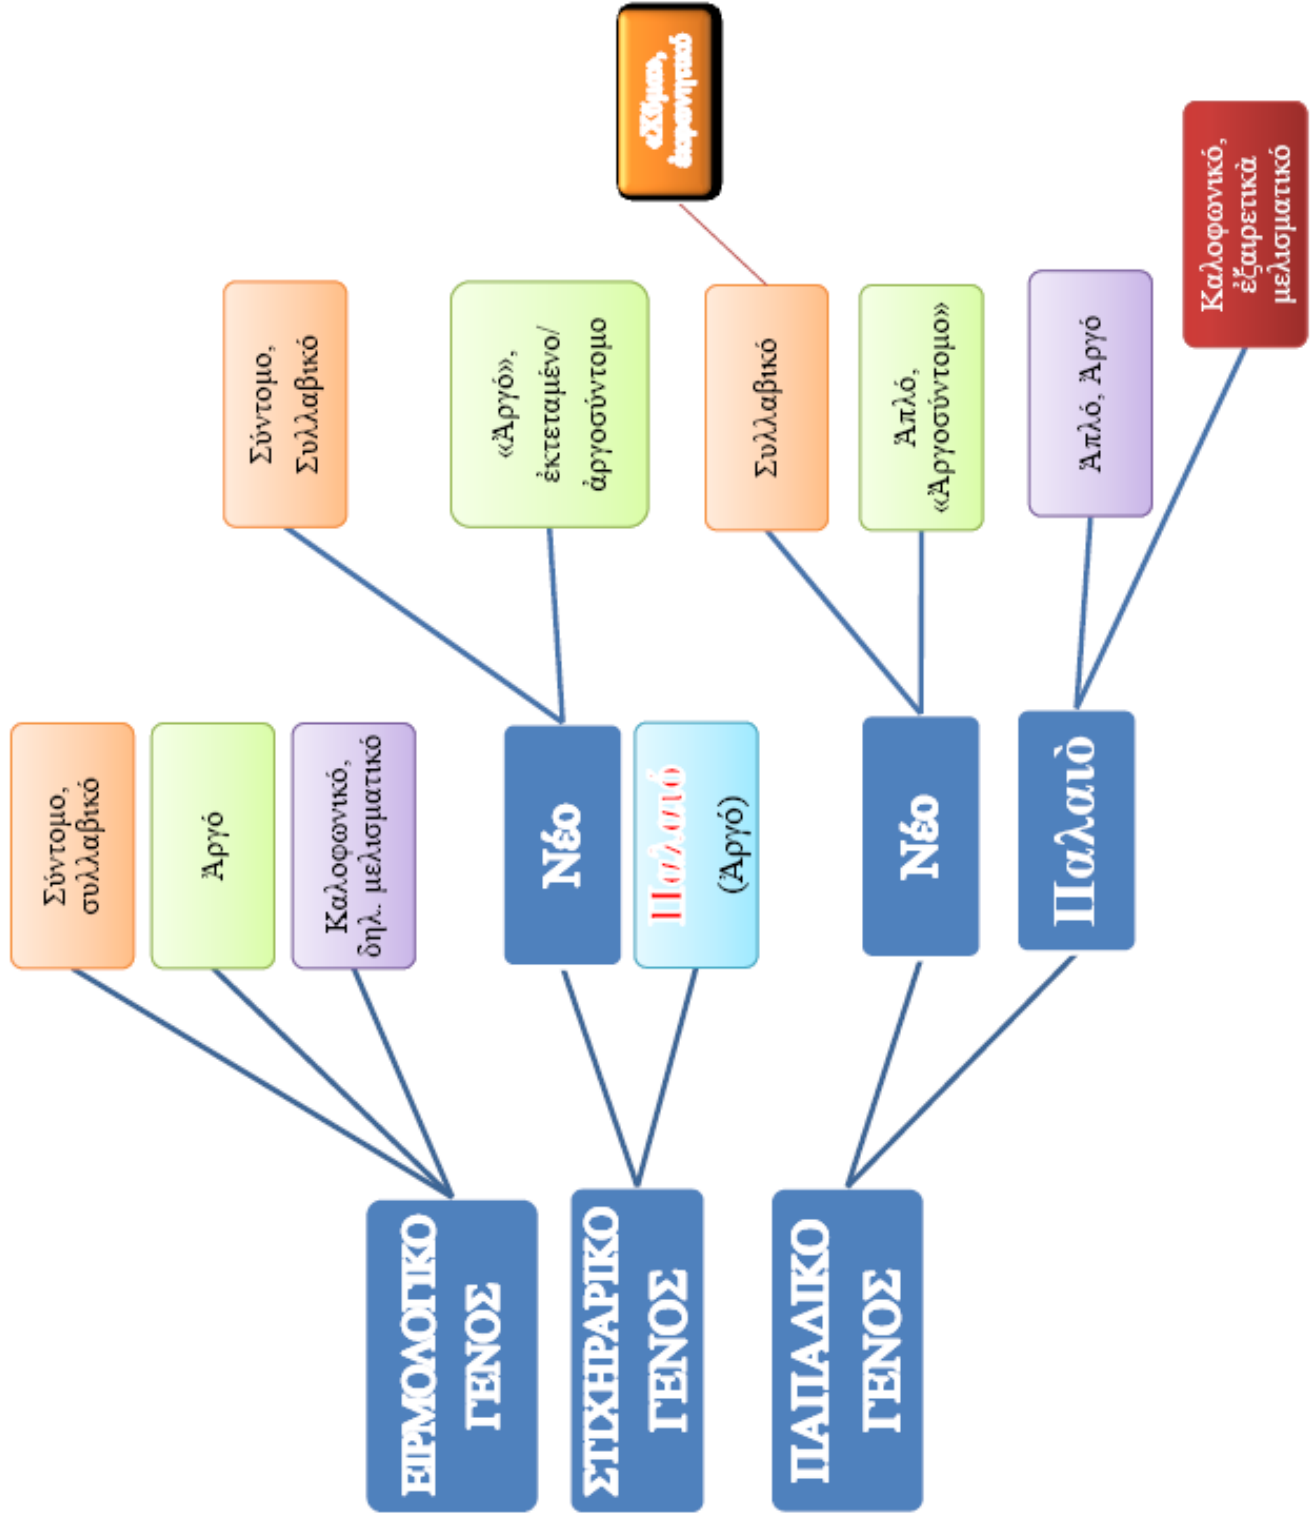 ΕΙΡΜΟΛΟΓΙΚΟ
ΓΕΝΟΣ
Σύντομο,
συλλαβικό
Ἀργό
Καλοφωνικό,
δηλ. μελισματικό
ΣΤΙΧΗΡΑΡΙΚΟ
ΓΕΝΟΣ
Νέο
Σύντομο,
Συλλαβικό
«Ἀργό»,
ἐκτεταμένο/
ἀργοσύντομο
Παλαιό
(Ἀργό)
ΠΑΠΑΔΙΚΟ
ΓΕΝΟΣ
Νέο
Συλλαβικό
Ἁπλό,
«Ἀργοσύντομο»
Παλαιὸ
Ἁπλό, Ἀργό
Καλοφωνικό,
ἐξαιρετικὰ
μελισματικό